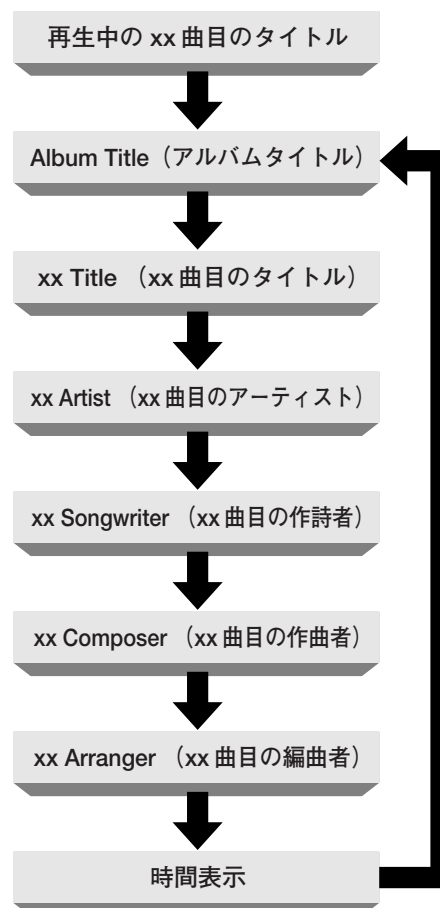 再生中の xx 曲目のタイトル
Album Title（アルバムタイトル）
xx Title （xx 曲目のタイトル）
xx Artist （xx 曲目のアーティスト）
xx Songwriter （xx 曲目の作詩者）
xx Composer （xx 曲目の作曲者）
xx Arranger （xx 曲目の編曲者）
時間表示